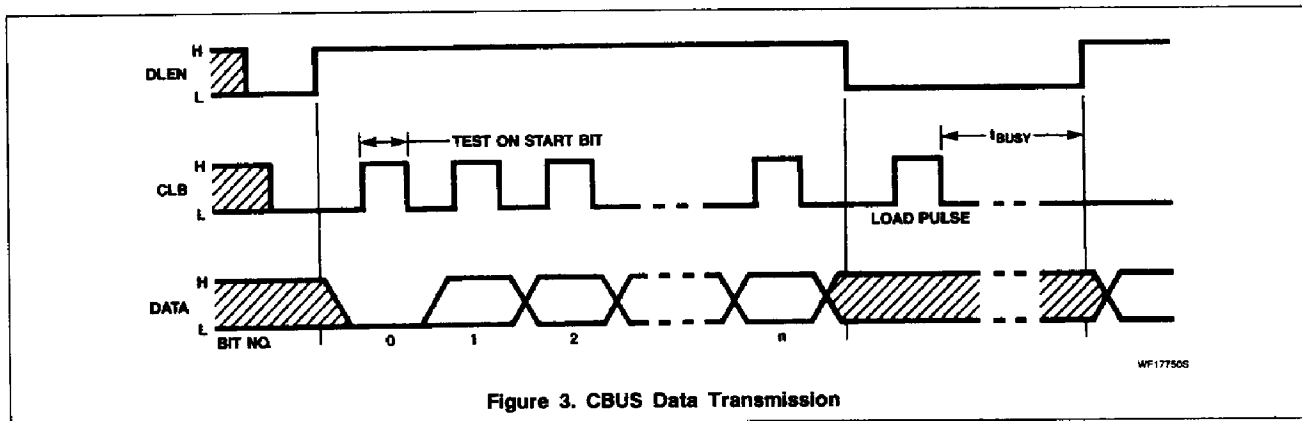 H
DLEN
L
TEST ON START BIT
tBUSY
H
CLB
L
LOAD PULSE
H
DATA
L
BIT NO. 0 1 2 n
WF17750S
Figure 3. CBUS Data Transmission